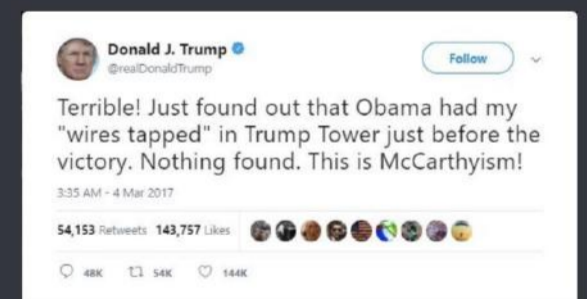 Donald J. Trump
@realDonaldTrump
Follow
Terrible! Just found out that Obama had my
"wires tapped" in Trump Tower just before the
victory. Nothing found. This is McCarthyism!
3:35 AM - 4 Mar 2017
54,153 Retweets 143,757 Likes
48K 54K 144K